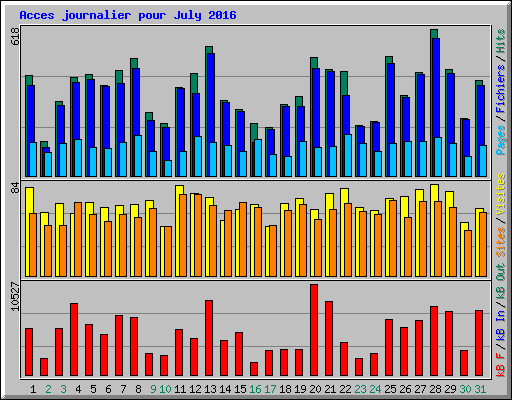 Acces journalier pour July 2016
618
84
10527
Pages / Fichiers / Hits
Sites / Visites
kB F / kB In / kB Out
1 2 3 4 5 6 7 8 9 10 11 12 13 14 15 16 17 18 19 20 21 22 23 24 25 26 27 28 29 30 31